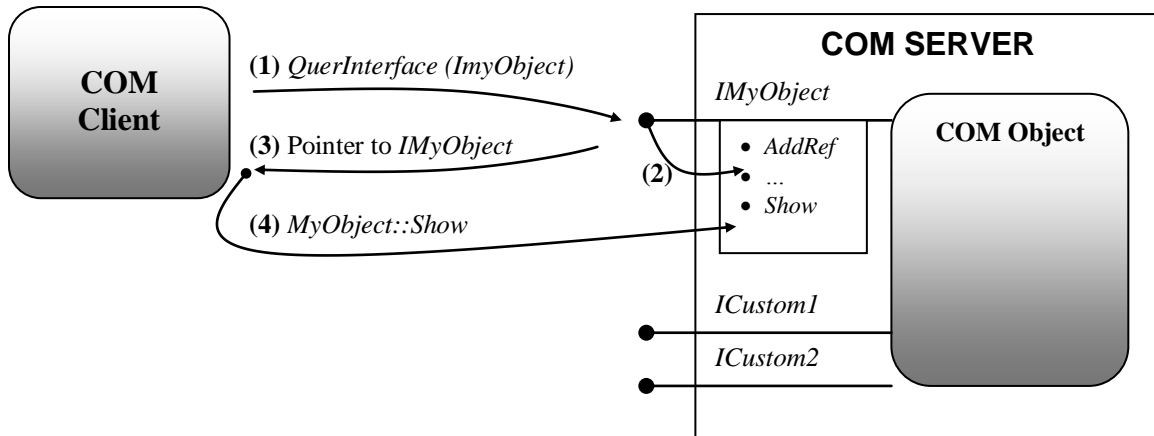 COM
Client
(1) QuerInterface (ImyObject)
(3) Pointer to IMyObject
(4) MyObject::Show
COM SERVER
IMyObject
(2)
• AddRef
• ...
• Show
COM Object
ICustom1
ICustom2